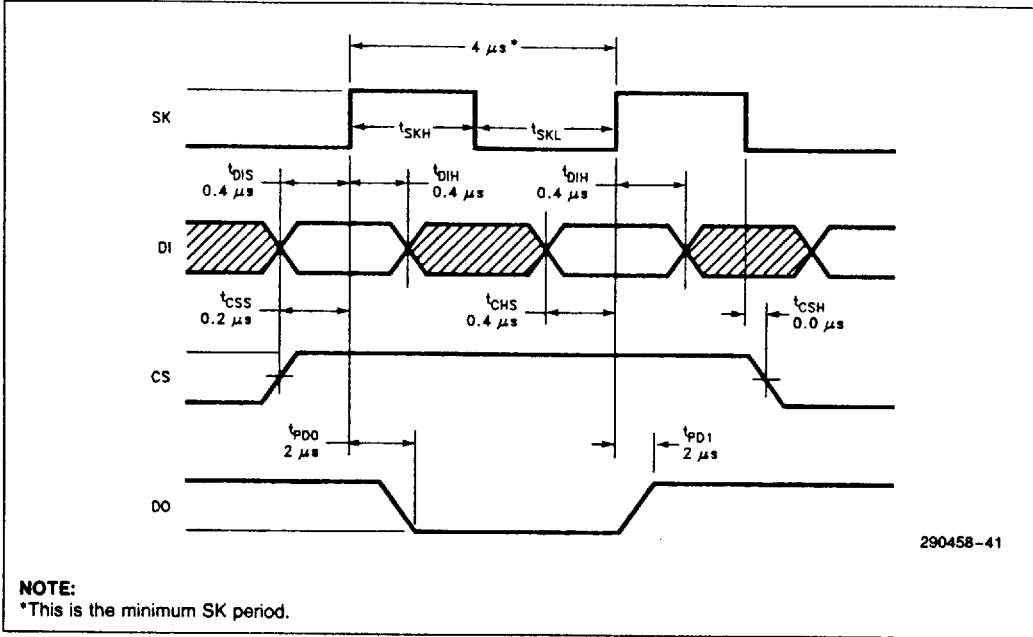 4 μs*
SK
tSKH
tSKL
tDIS
0.4 μs
tDIH
0.4 μs
tDIH
0.4 μs
DI
tCSS
0.2 μs
tCHS
0.4 μs
tCSH
0.0 μs
CS
tPD0
2 μs
tPD1
2 μs
DO
290458–41
NOTE:
*This is the minimum SK period.